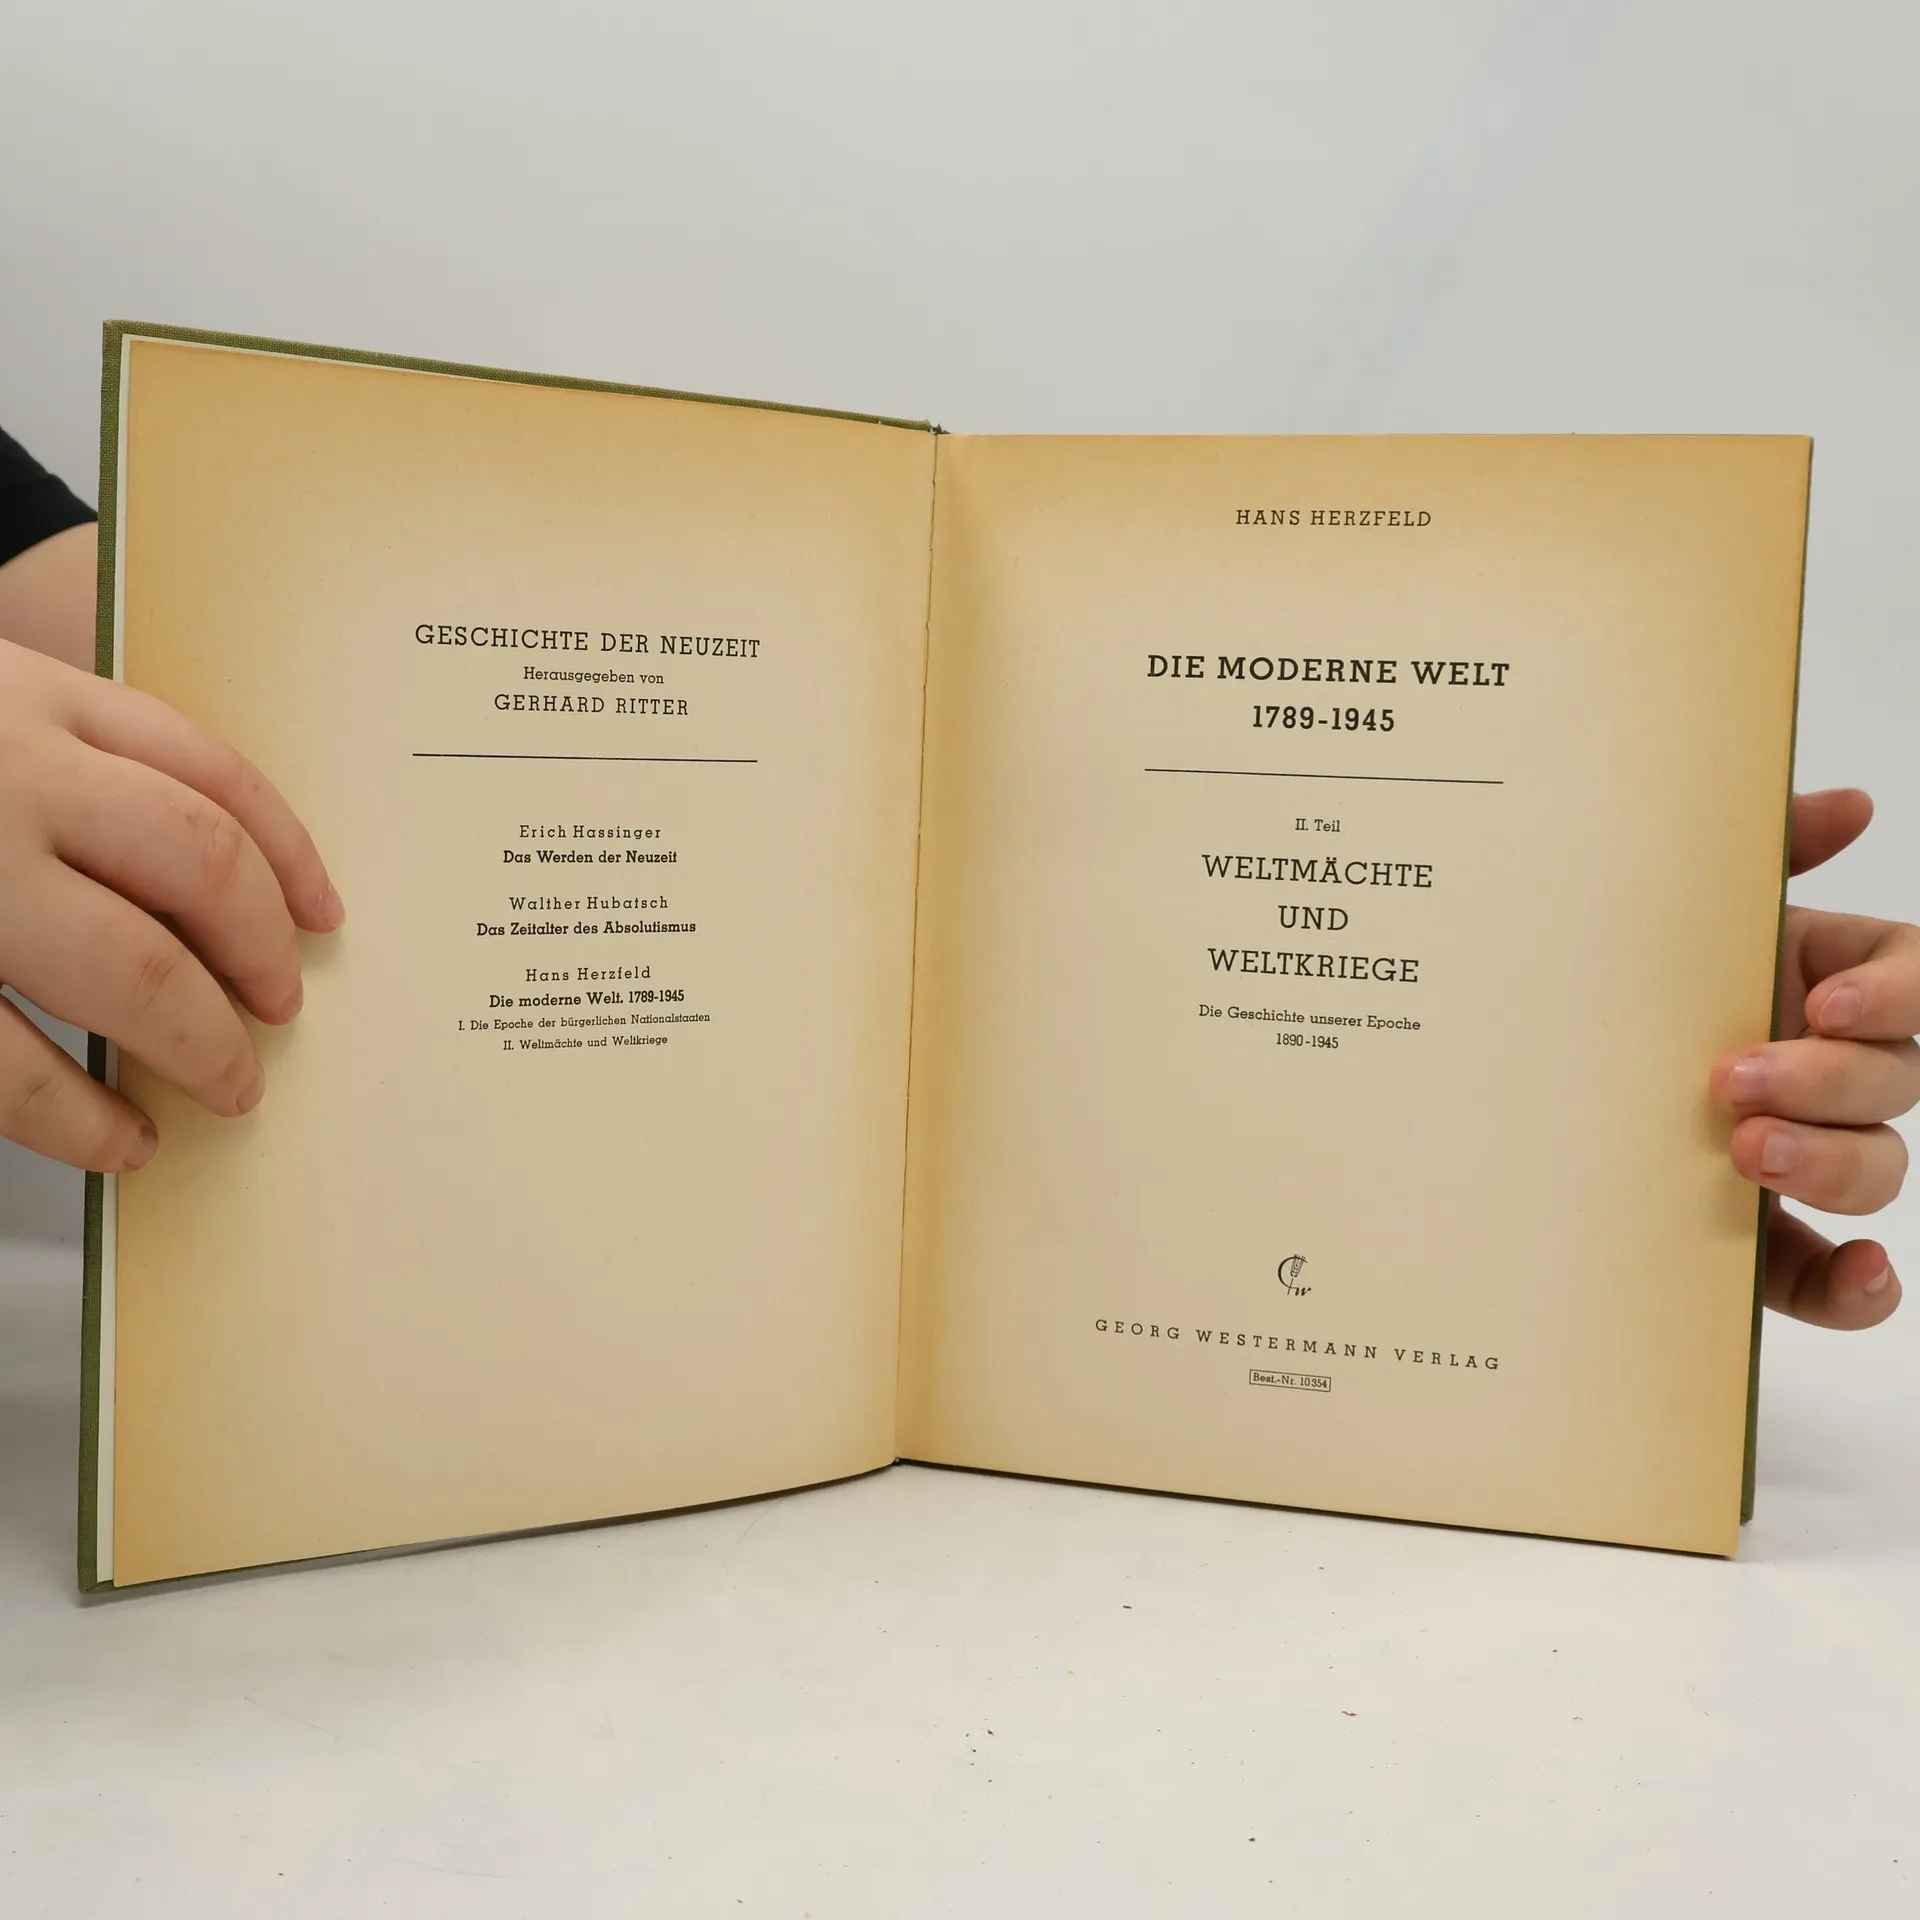 GESCHICHTE DER NEUZEIT
Herausgegeben von
GERHARD RITTER
Erich Hassinger
Das Werden der Neuzeit
Walther Hubatsch
Das Zeitalter des Absolutismus
Hans Herzfeld
Die moderne Welt. 1789-1945
I. Die Epoche der bürgerlichen Nationalstaaten
II. Weltmächte und Weltkriege
HANS HERZFELD
DIE MODERNE WELT
1789-1945
II. Teil
WELTMÄCHTE
UND
WELTKRIEGE
Die Geschichte unserer Epoche
1890-1945
GEORG WESTERMANN VERLAG
Best.-Nr. 10354